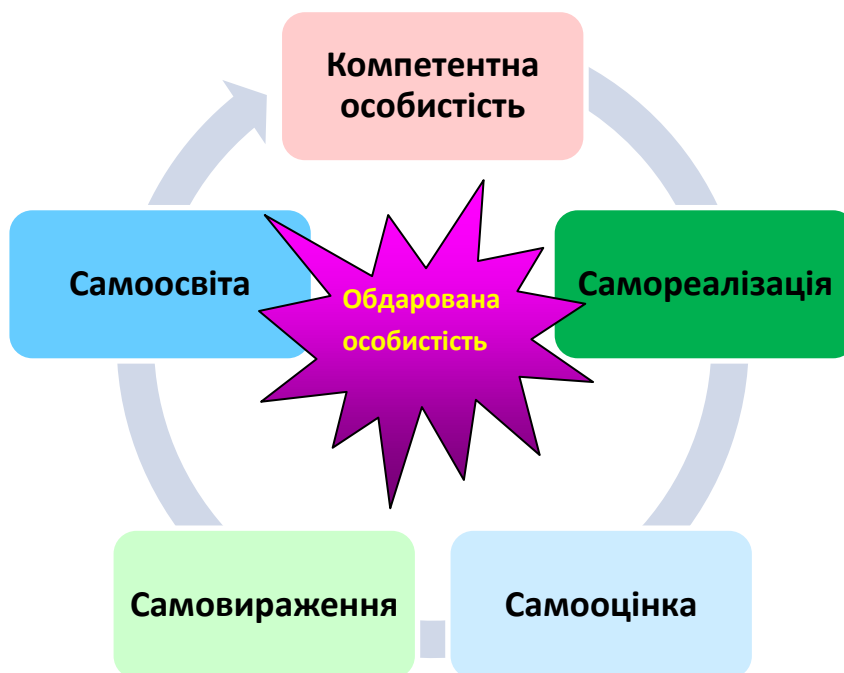 Компетентна
особистість
Самоосвіта
Обдарована
особистість
Самореалізація
Самовираження
Самооцінка